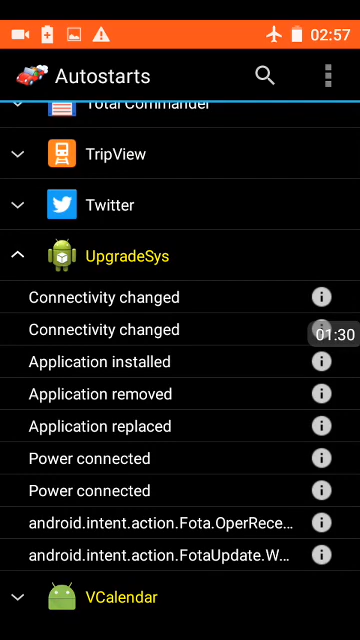 02:57
Autostarts
Total Commander
TripView
Twitter
UpgradeSys
Connectivity changed
Connectivity changed
01:30
Application installed
Application removed
Application replaced
Power connected
Power connected
android.intent.action.Fota.OperRece...
android.intent.action.FotaUpdate.W...
VCalendar